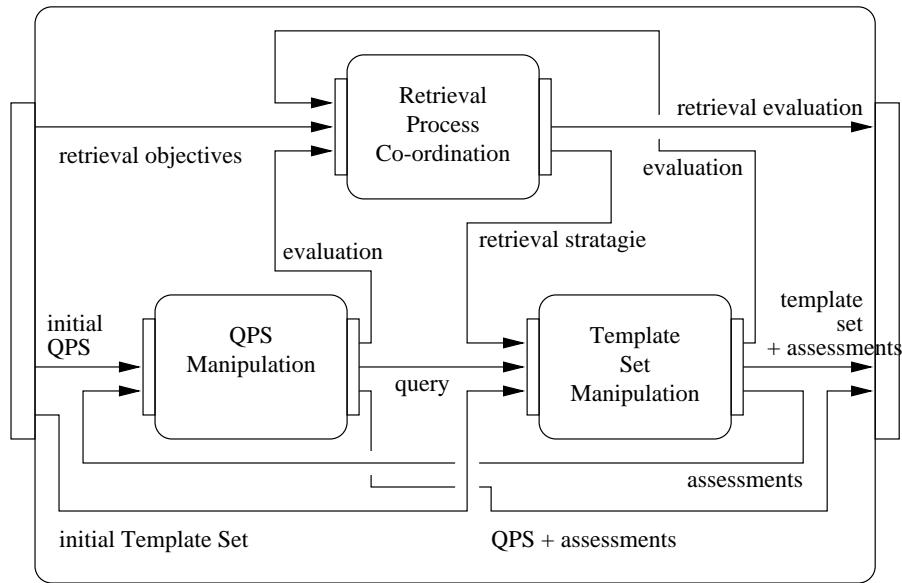 Retrieval
Process
Co-ordination
retrieval evaluation
retrieval objectives
evaluation
evaluation
retrieval stratagie
initial
QPS
QPS
Manipulation
query
Template
Set
Manipulation
template
set
+ assessments
assessments
initial Template Set
QPS + assessments